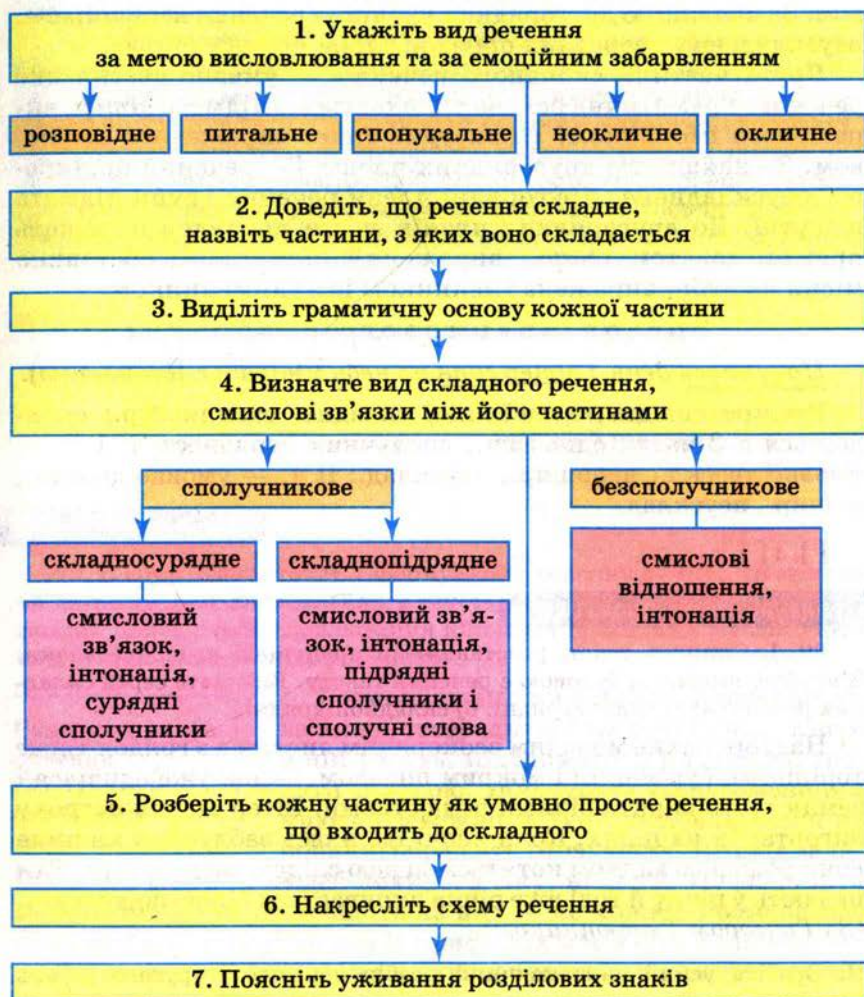 1. Укажіть вид речення
за метою висловлювання та за емоційним забарвленням
розповідне
питальне
спонукальне
неокличне
окличне
2. Доведіть, що речення складне,
назвіть частини, з яких воно складається
3. Виділіть граматичну основу кожної частини
4. Визначте вид складного речення,
смислові зв’язки між його частинами
сполучникове
безсполучникове
складносурядне
складнопідрядне
смисловий
зв’язок,
інтонація,
сурядні
сполучники
смисловий зв’я-
зок, інтонація,
підрядні
сполучники і
сполучні слова
смислові
відношення,
інтонація
5. Розберіть кожну частину як умовно просте речення,
що входить до складного
6. Накресліть схему речення
7. Поясніть уживання розділових знаків